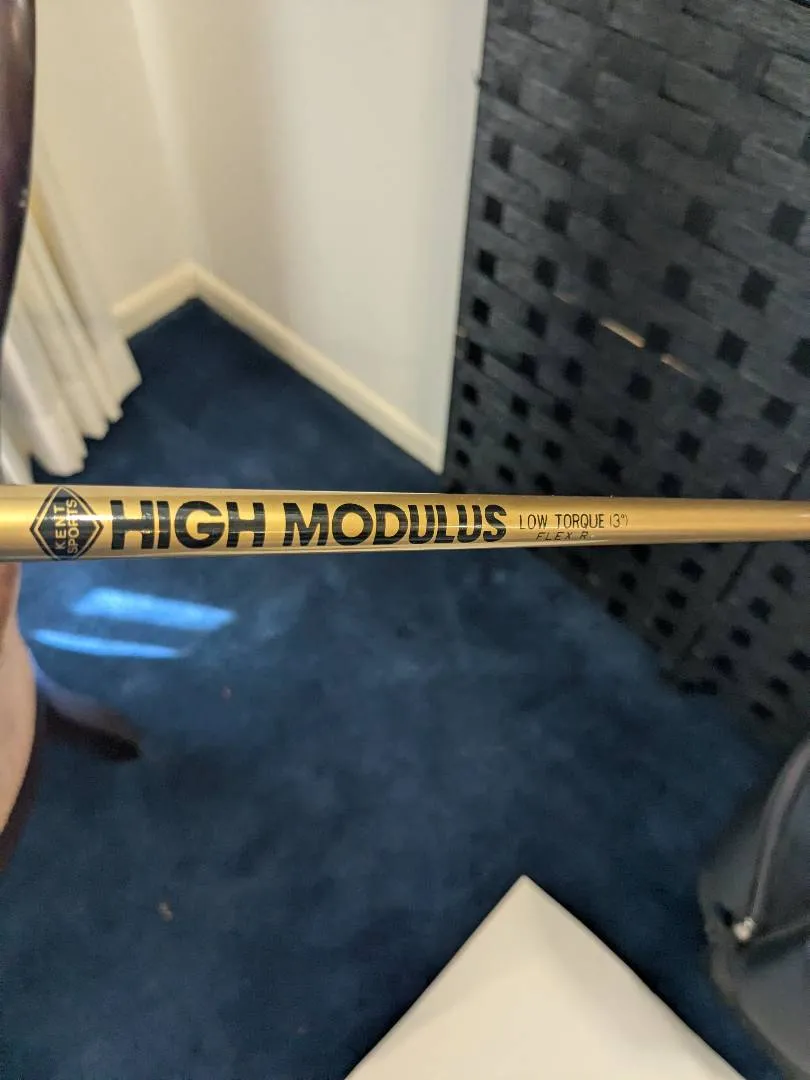 KENT
SPORTS
HIGH MODULUS
LOW TORQUE (3°)
FLEX R